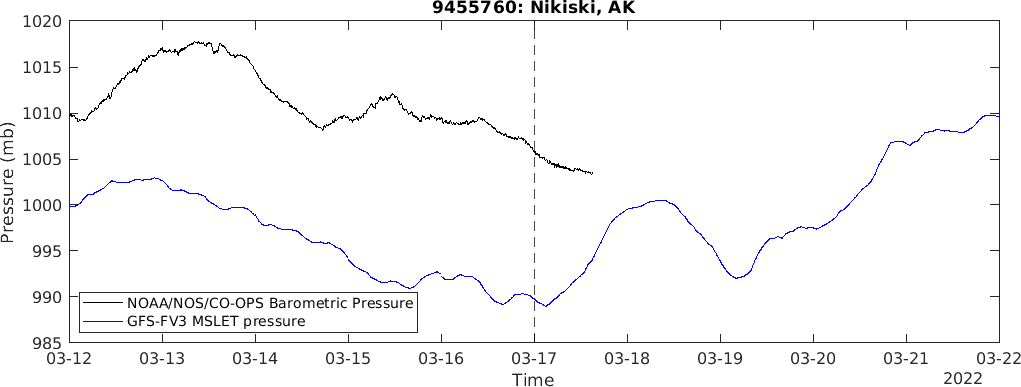 9455760: Nikiski, AK
1020
1015
1010
1005
1000
995
990
985
Pressure (mb)
NOAA/NOS/CO-OPS Barometric Pressure
GFS-FV3 MSLET pressure
03-12 03-13 03-14 03-15 03-16 03-17 03-18 03-19 03-20 03-21 03-22
Time
2022